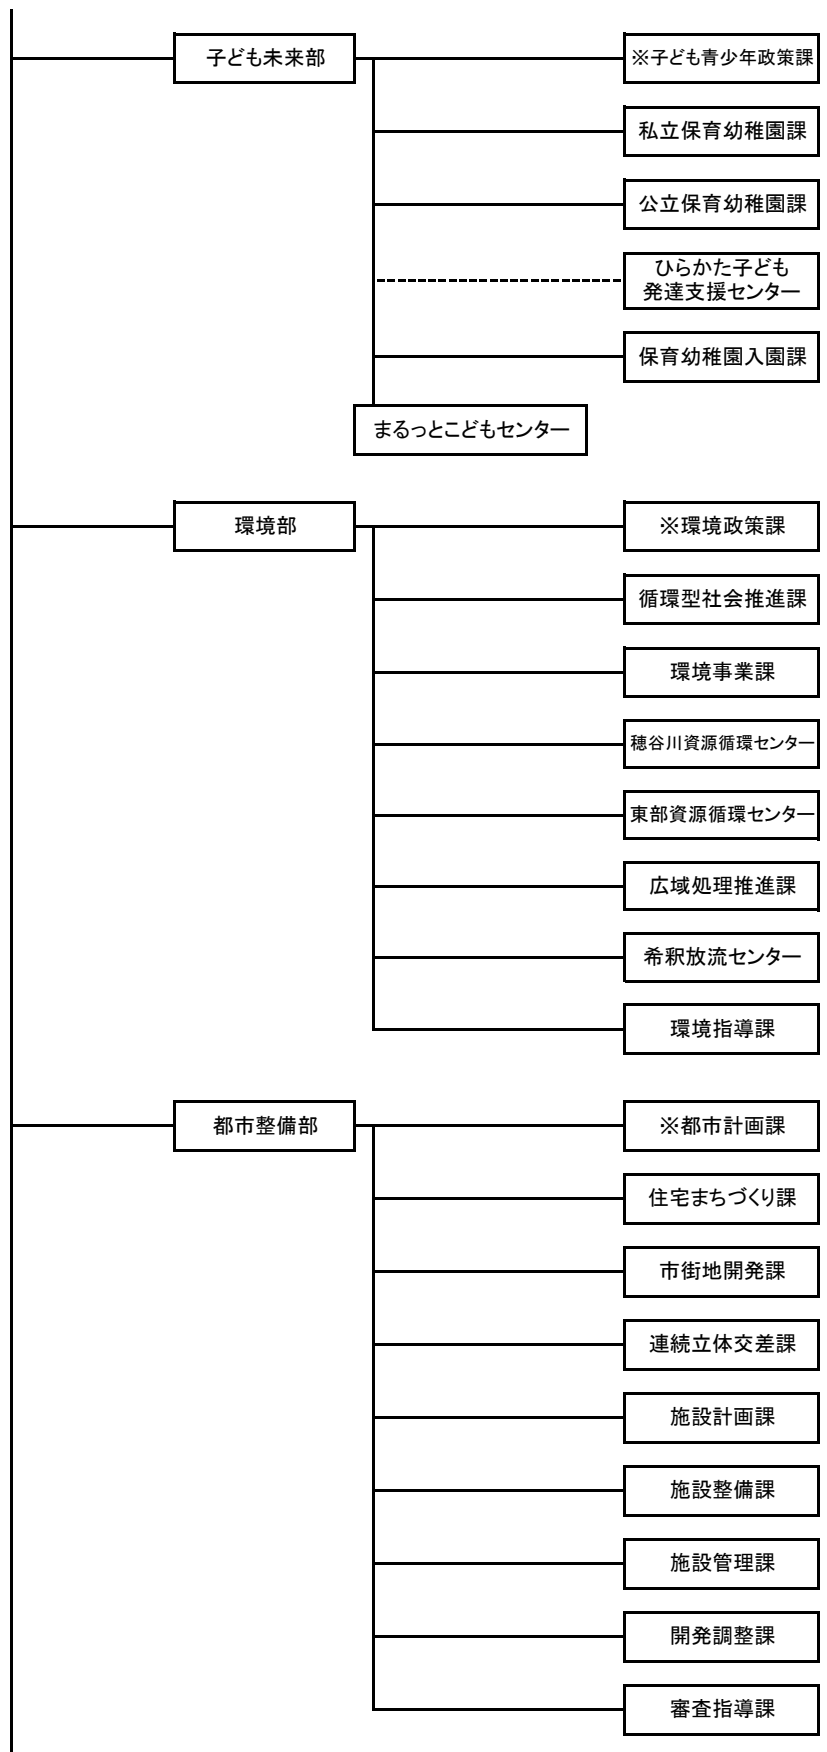 子ども未来部
※子ども青少年政策課
私立保育幼稚園課
公立保育幼稚園課
ひらかた子ども
発達支援センター
保育幼稚園入園課
まるっとこどもセンター
環境部
※環境政策課
循環型社会推進課
環境事業課
穂谷川資源循環センター
東部資源循環センター
広域処理推進課
希釈放流センター
環境指導課
都市整備部
※都市計画課
住宅まちづくり課
市街地開発課
連続立体交差課
施設計画課
施設整備課
施設管理課
開発調整課
審査指導課